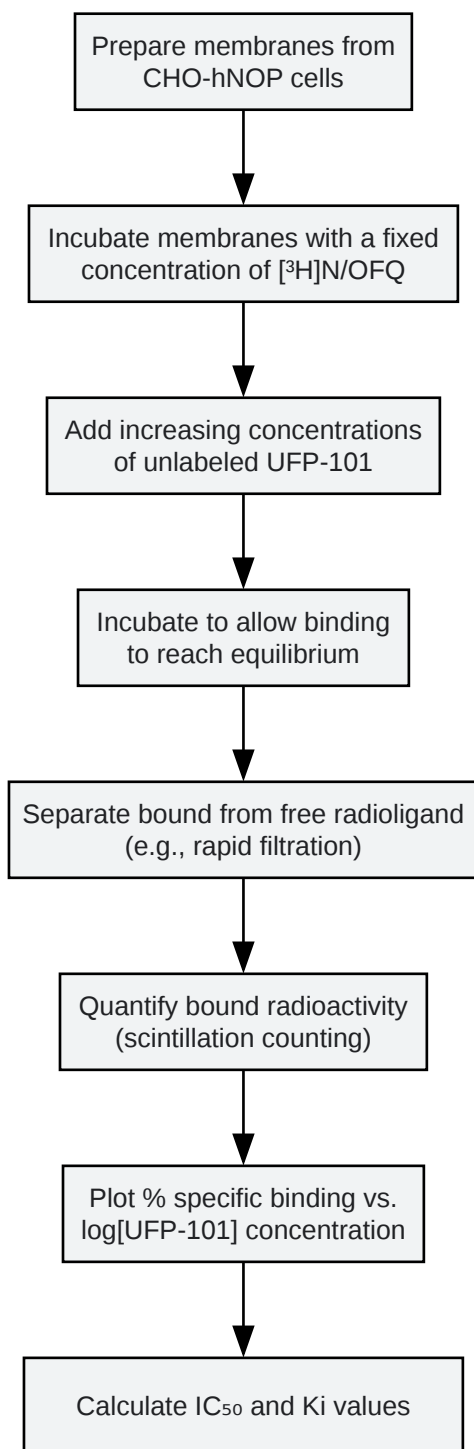 Prepare membranes from
CHO-hNOP cells
Incubate membranes with a fixed
concentration of [³H]N/OFQ
Add increasing concentrations
of unlabeled UFP-101
Incubate to allow binding
to reach equilibrium
Separate bound from free radioligand
(e.g., rapid filtration)
Quantify bound radioactivity
(scintillation counting)
Plot % specific binding vs.
log[UFP-101] concentration
Calculate IC₅₀ and Ki values